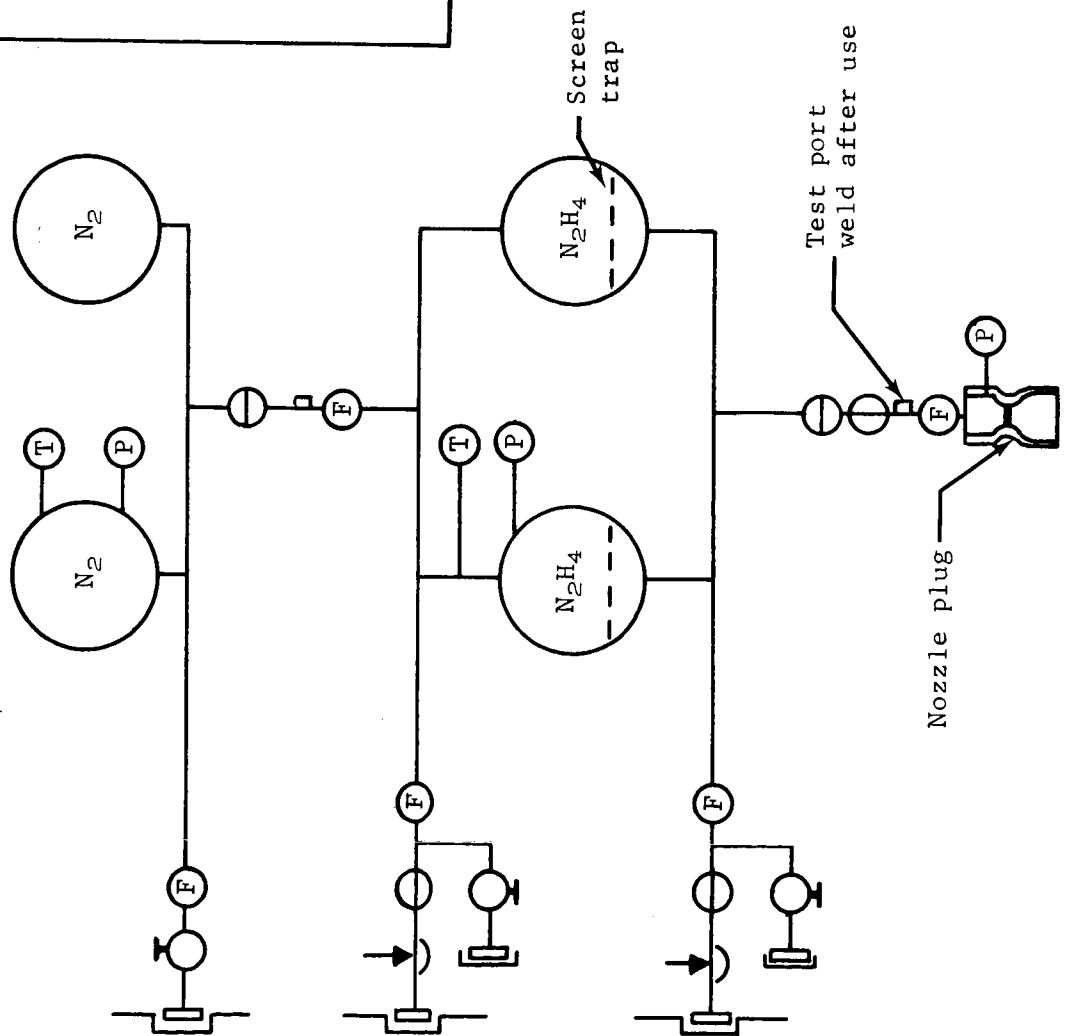 N₂
N₂
T
P
F
F
Screen
trap
T
P
N₂H₄
N₂H₄
F
F
Test port
weld after use
P
F
Nozzle plug